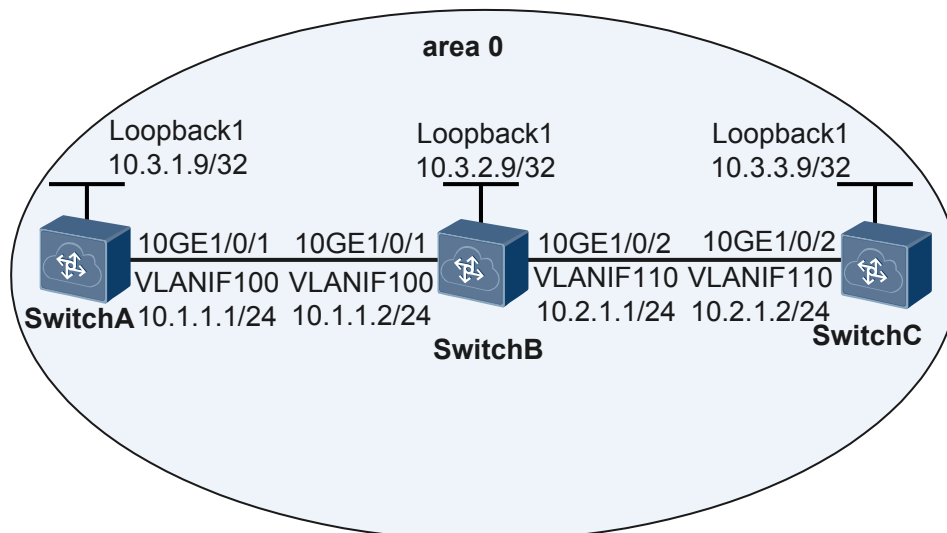 area 0
Loopback1
10.3.1.9/32
Loopback1
10.3.2.9/32
Loopback1
10.3.3.9/32
10GE1/0/1
VLANIF100
10.1.1.1/24
10GE1/0/1
VLANIF100
10.1.1.2/24
10GE1/0/2
VLANIF110
10.2.1.1/24
10GE1/0/2
VLANIF110
10.2.1.2/24
SwitchA
SwitchB
SwitchC